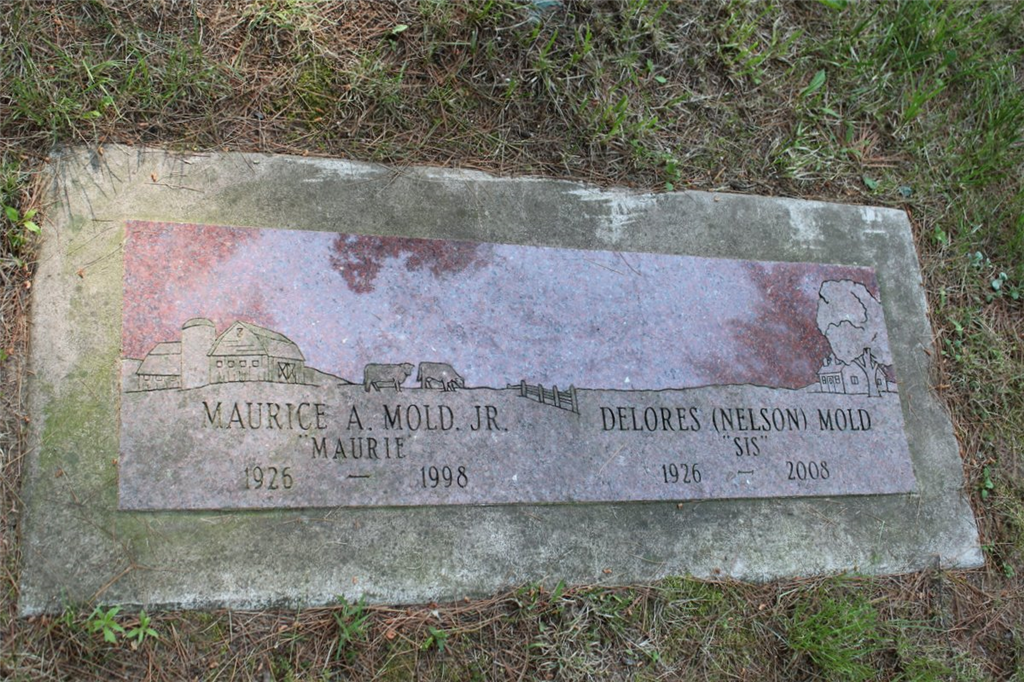 MAURICE A. MOLD, JR.
"MAURIE"
1926 — 1998
DELORES (NELSON) MOLD
"SIS"
1926 — 2008